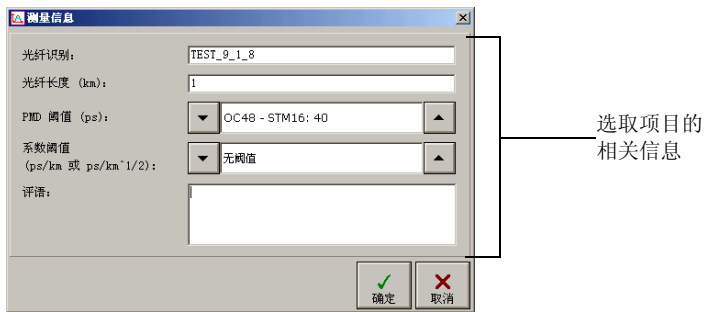 测量信息
光纤识别:
TEST_9_1_8
光纤长度 (km):
1
PMD 阈值 (ps):
OC48 - STM16: 40
系数阈值
(ps/km 或 ps/km^1/2):
无阈值
评语:
选取项目的
相关信息
确定
取消